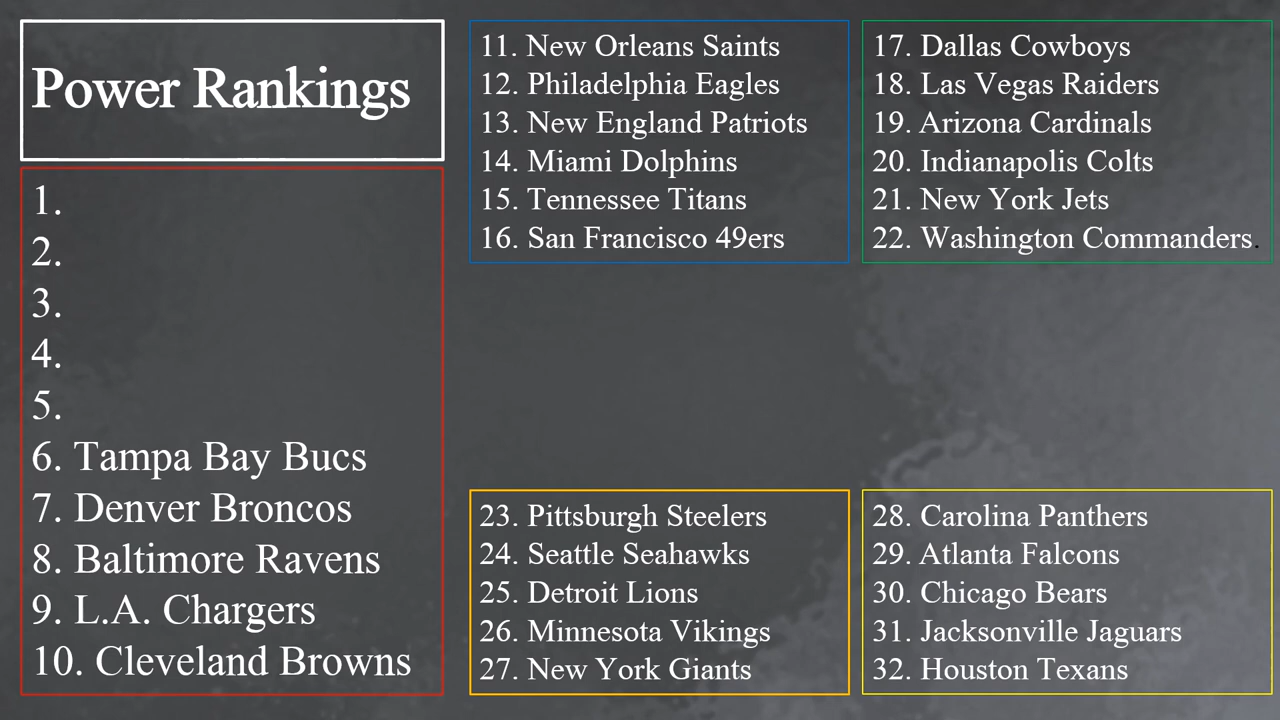 Power Rankings
1.
2.
3.
4.
5.
6. Tampa Bay Bucs
7. Denver Broncos
8. Baltimore Ravens
9. L.A. Chargers
10. Cleveland Browns
11. New Orleans Saints
12. Philadelphia Eagles
13. New England Patriots
14. Miami Dolphins
15. Tennessee Titans
16. San Francisco 49ers
17. Dallas Cowboys
18. Las Vegas Raiders
19. Arizona Cardinals
20. Indianapolis Colts
21. New York Jets
22. Washington Commanders.
23. Pittsburgh Steelers
24. Seattle Seahawks
25. Detroit Lions
26. Minnesota Vikings
27. New York Giants
28. Carolina Panthers
29. Atlanta Falcons
30. Chicago Bears
31. Jacksonville Jaguars
32. Houston Texans